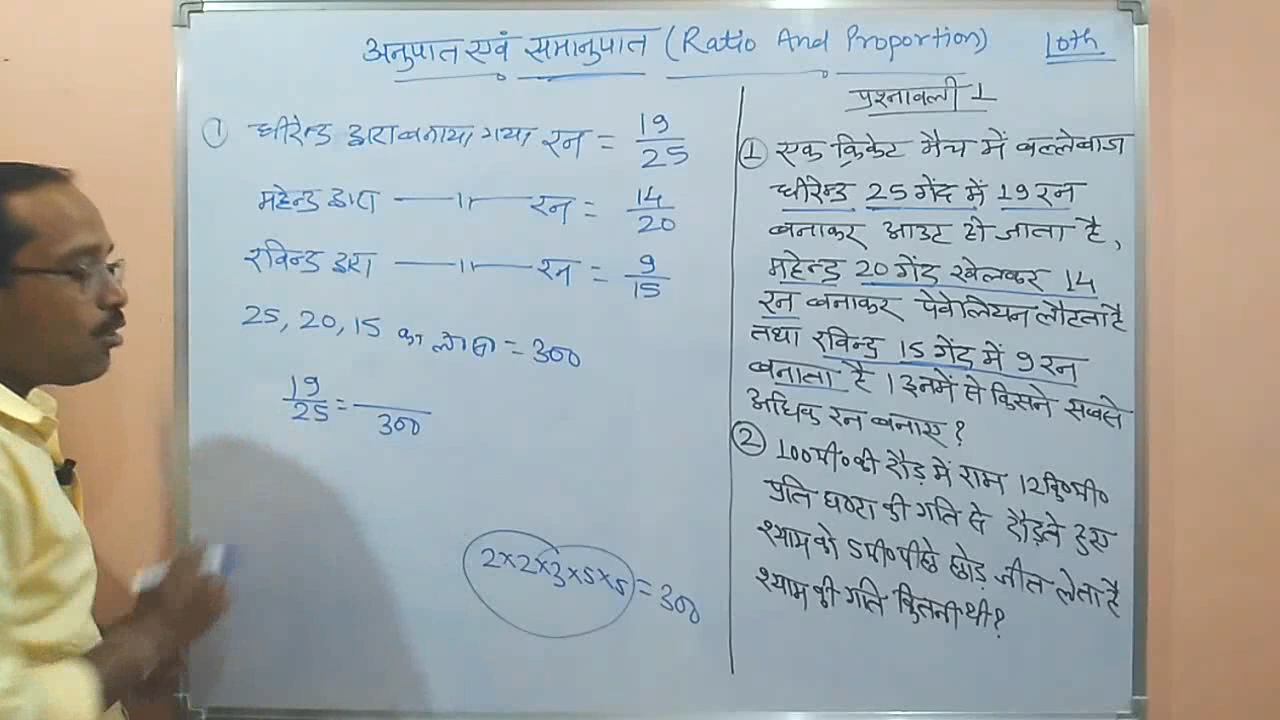 अनुपात एवं समानुपात (Ratio And Proportion) 10th
① धीरेन्द्र द्वारा बनाया गया रन = 19/25
महेन्द्र द्वारा —"— रन = 14/20
रविन्द्र द्वारा —"— रन = 9/15
25, 20, 15 का ल०स० = 300
19/25 = /300
2×2×3×5×5 = 300
प्रश्नावली 1
① एक क्रिकेट मैच में बल्लेबाज
धीरेन्द्र 25 गेंद में 19 रन
बनाकर आउट हो जाता है,
महेन्द्र 20 गेंद खेलकर 14
रन बनाकर पेवेलियन लौटता है
तथा रविन्द्र 15 गेंद में 9 रन
बनाता है। इनमें से किसने सबसे
अधिक रन बनाए?
② 100मी० की दौड़ में राम 12कि०मी०
प्रति घण्टा की गति से दौड़ते हुए
श्याम को 5मी० पीछे छोड़ जीत लेता है
श्याम की गति कितनी थी?